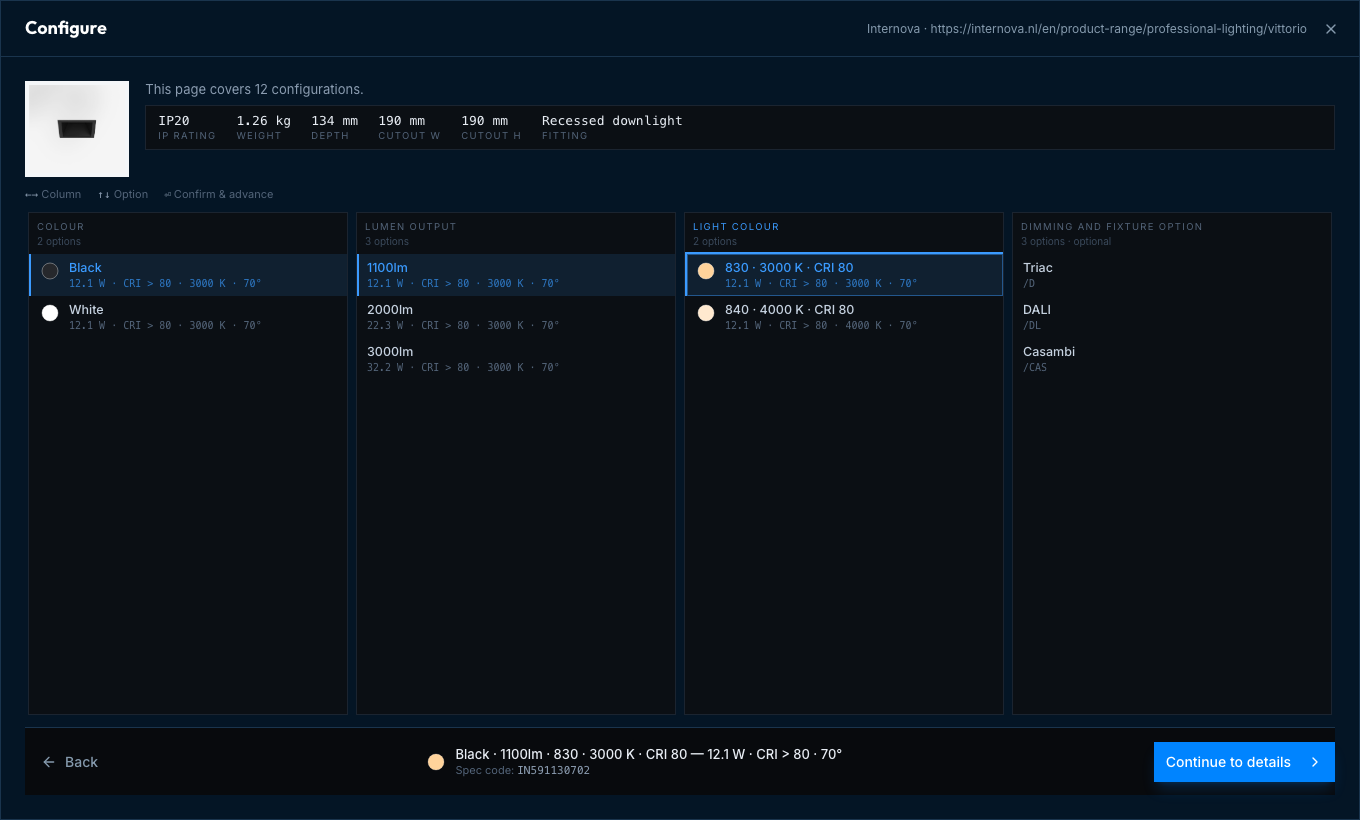 Configure
Internova · https://internova.nl/en/product-range/professional-lighting/vittorio
This page covers 12 configurations.
IP20 1.26 kg 134 mm 190 mm 190 mm Recessed downlight
IP RATING WEIGHT DEPTH CUTOUT W CUTOUT H FITTING
←→ Column ↑↓ Option ⏎ Confirm & advance
COLOUR
2 options
Black
12.1 W · CRI > 80 · 3000 K · 70°
White
12.1 W · CRI > 80 · 3000 K · 70°
LUMEN OUTPUT
3 options
1100lm
12.1 W · CRI > 80 · 3000 K · 70°
2000lm
22.3 W · CRI > 80 · 3000 K · 70°
3000lm
32.2 W · CRI > 80 · 3000 K · 70°
LIGHT COLOUR
2 options
830 · 3000 K · CRI 80
12.1 W · CRI > 80 · 3000 K · 70°
840 · 4000 K · CRI 80
12.1 W · CRI > 80 · 4000 K · 70°
DIMMING AND FIXTURE OPTION
3 options · optional
Triac
/D
DALI
/DL
Casambi
/CAS
← Back
Black · 1100lm · 830 · 3000 K · CRI 80 — 12.1 W · CRI > 80 · 70°
Spec code: IN591130702
Continue to details